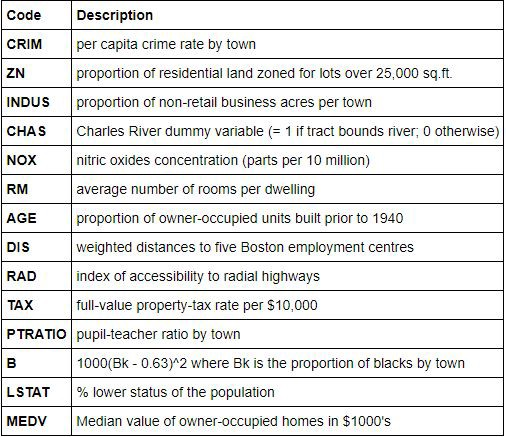 Code Description
CRIM per capita crime rate by town
ZN proportion of residential land zoned for lots over 25,000 sq.ft.
INDUS proportion of non-retail business acres per town
CHAS Charles River dummy variable (= 1 if tract bounds river; 0 otherwise)
NOX nitric oxides concentration (parts per 10 million)
RM average number of rooms per dwelling
AGE proportion of owner-occupied units built prior to 1940
DIS weighted distances to five Boston employment centres
RAD index of accessibility to radial highways
TAX full-value property-tax rate per $10,000
PTRATIO pupil-teacher ratio by town
B 1000(Bk - 0.63)^2 where Bk is the proportion of blacks by town
LSTAT % lower status of the population
MEDV Median value of owner-occupied homes in $1000's